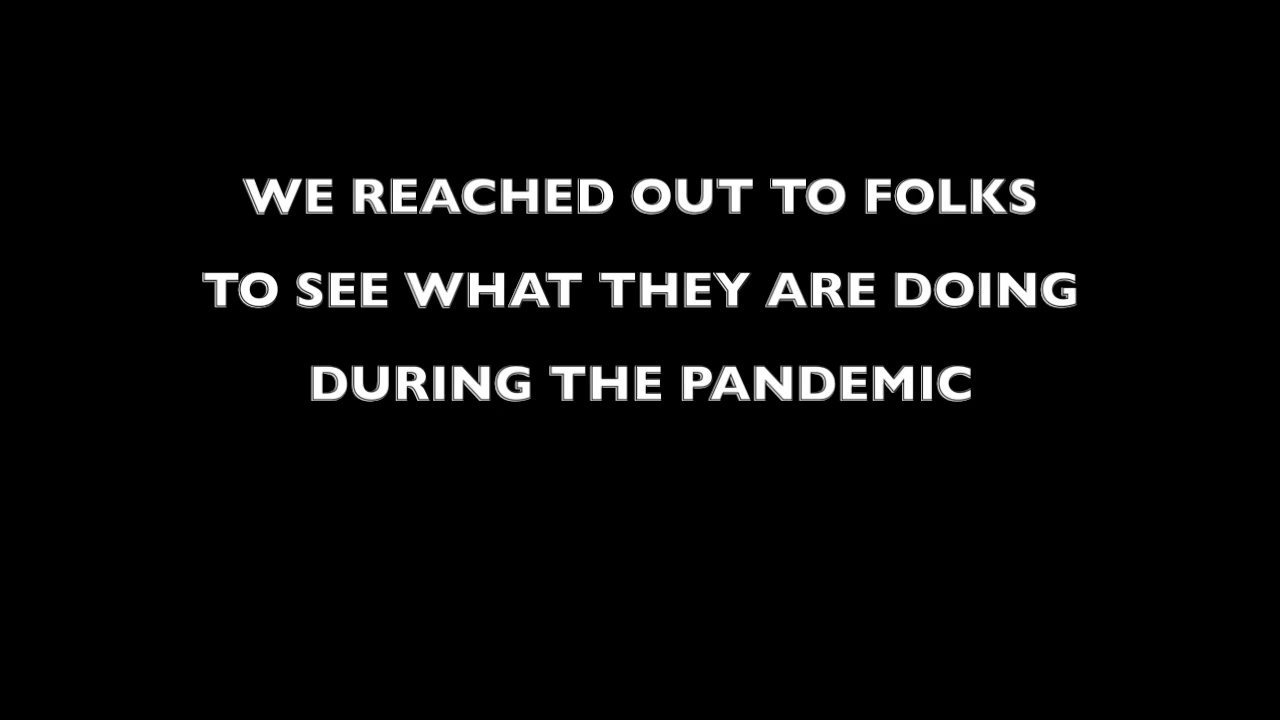 WE REACHED OUT TO FOLKS
TO SEE WHAT THEY ARE DOING
DURING THE PANDEMIC